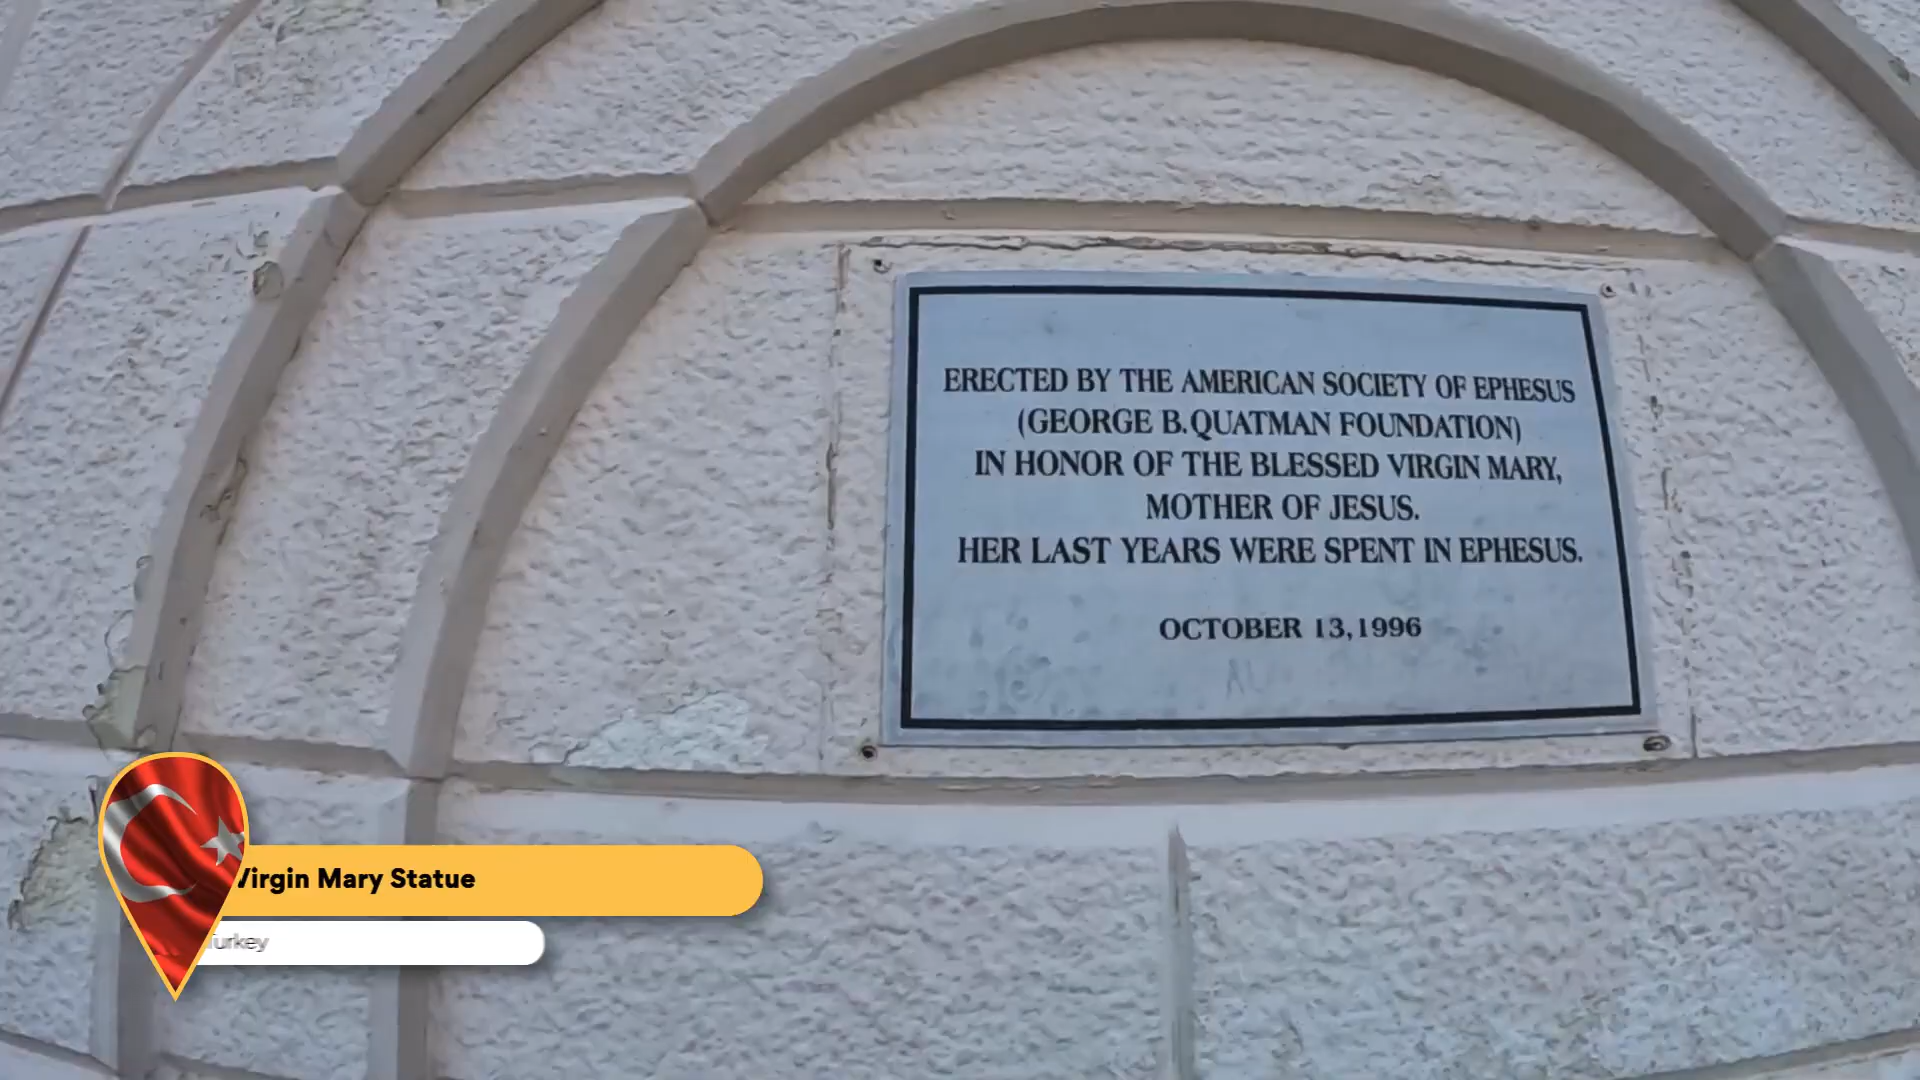 ERECTED BY THE AMERICAN SOCIETY OF EPHESUS
(GEORGE B.QUATMAN FOUNDATION)
IN HONOR OF THE BLESSED VIRGIN MARY,
MOTHER OF JESUS.
HER LAST YEARS WERE SPENT IN EPHESUS.
OCTOBER 13,1996
Virgin Mary Statue
Turkey